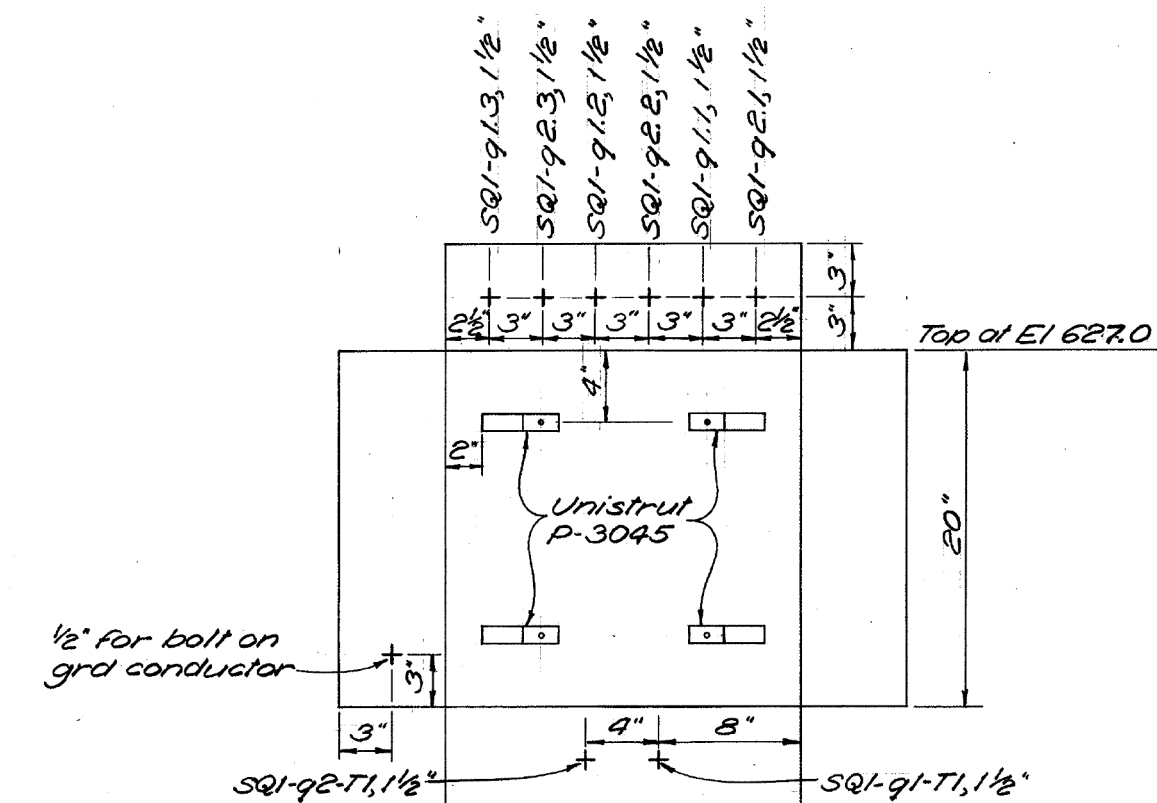 SQ1-g1.3, 1½"
SQ1-g2.3, 1½"
SQ1-g1.2, 1½"
SQ1-g2.2, 1½"
SQ1-g1.1, 1½"
SQ1-g2.1, 1½"
3"
2½"
3"
3"
3"
3"
3"
2½"
3"
Top at El 627.0
4"
2"
Unistrut
P-3045
20"
½" for bolt on
grd conductor
3"
3"
4"
8"
SQ1-g2-T1, 1½"
SQ1-g1-T1, 1½"